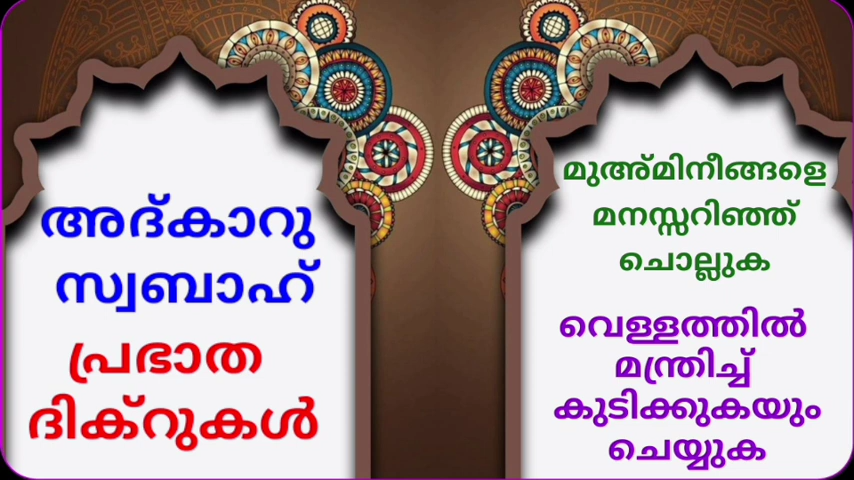 അദ്കാറു
സ്വബാഹ്
പ്രഭാത
ദിക്റുകൾ
മുഅ്മിനീങ്ങളെ
മനസ്സറിഞ്ഞ്
ചൊല്ലുക
വെള്ളത്തിൽ
മന്ത്രിച്ച്
കുടിക്കുകയും
ചെയ്യുക